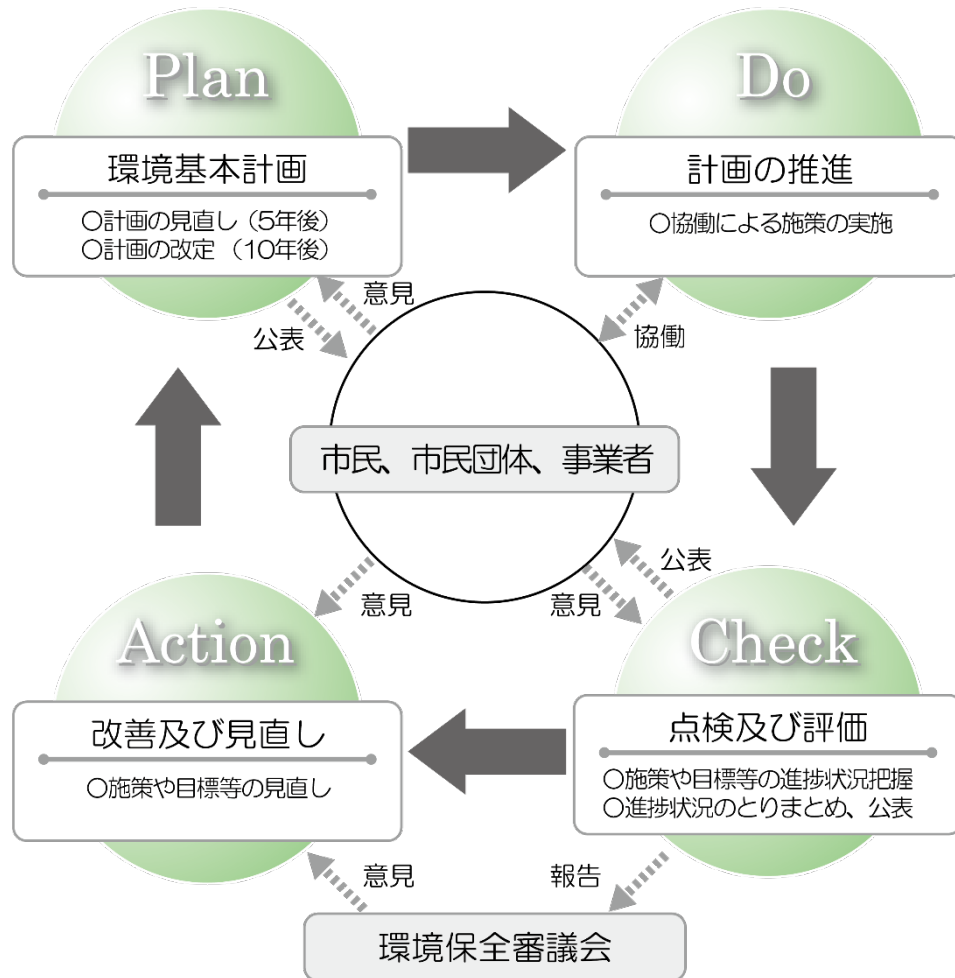 Plan
環境基本計画
○計画の見直し（5年後）
○計画の改定（10年後）
Do
計画の推進
○協働による施策の実施
意見
公表
協働
市民、市民団体、事業者
公表
意見
意見
Action
改善及び見直し
○施策や目標等の見直し
Check
点検及び評価
○施策や目標等の進捗状況把握
○進捗状況のとりまとめ、公表
意見
報告
環境保全審議会